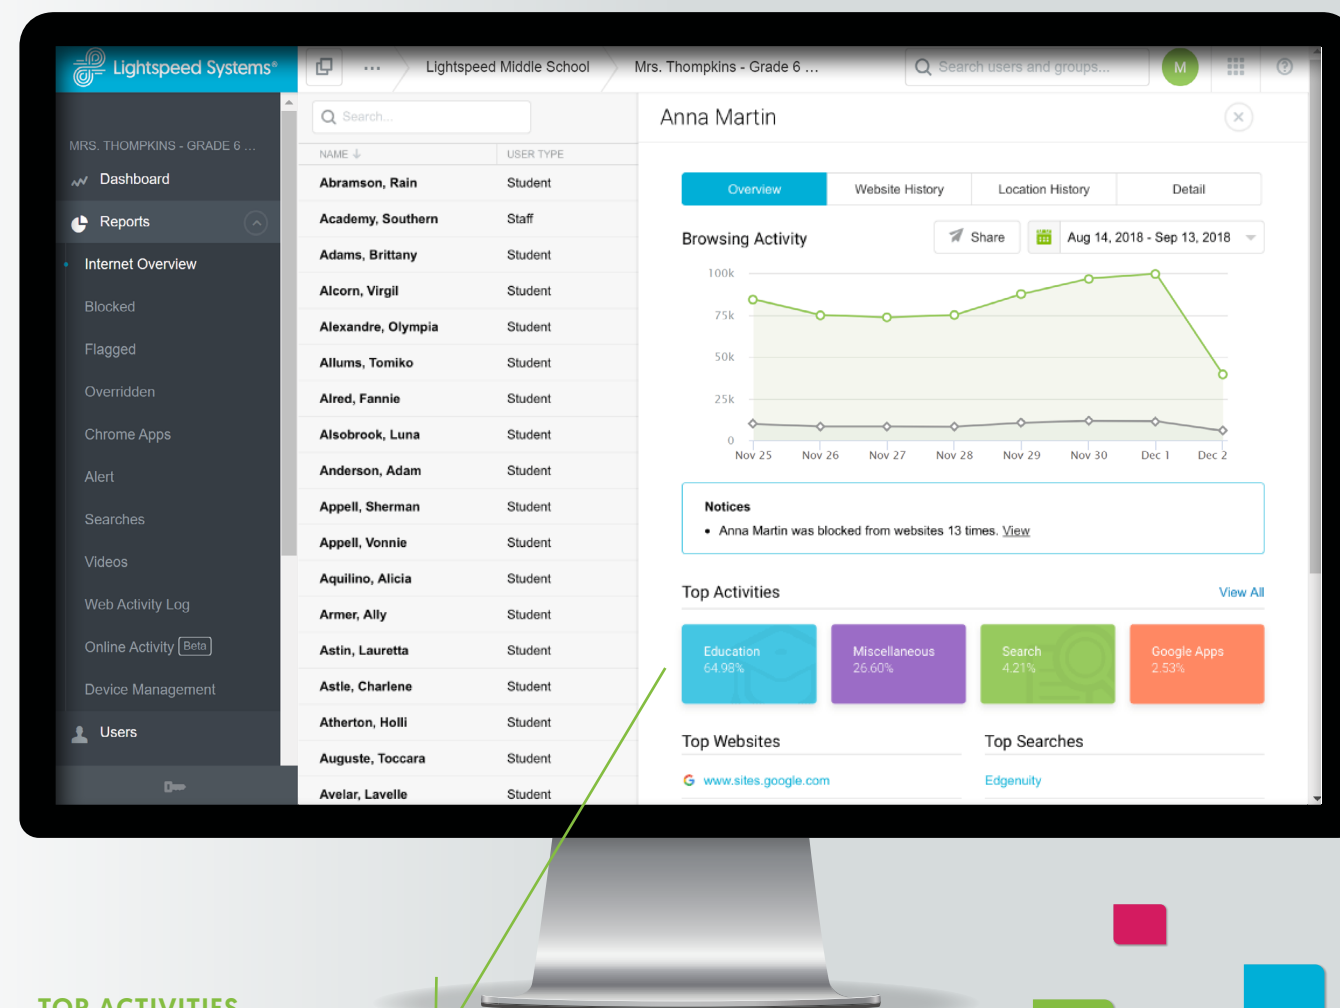 Lightspeed Systems®
...
Lightspeed Middle School
Mrs. Thompkins - Grade 6 ...
Search users and groups...
M
?
MRS. THOMPKINS - GRADE 6 ...
Dashboard
Reports
Internet Overview
Blocked
Flagged
Overridden
Chrome Apps
Alert
Searches
Videos
Web Activity Log
Online Activity Beta
Device Management
Users
Search...
NAME USER TYPE
Abramson, Rain Student
Academy, Southern Staff
Adams, Brittany Student
Alcorn, Virgil Student
Alexandre, Olympia Student
Allums, Tomiko Student
Alred, Fannie Student
Alsobrook, Luna Student
Anderson, Adam Student
Appell, Sherman Student
Appell, Vonnie Student
Aquilino, Alicia Student
Armer, Ally Student
Astin, Lauretta Student
Astle, Charlene Student
Atherton, Holli Student
Auguste, Toccara Student
Avelar, Lavelle Student
Anna Martin
Overview Website History Location History Detail
Browsing Activity
Share
Aug 14, 2018 - Sep 13, 2018
100k
75k
50k
25k
0
Nov 25 Nov 26 Nov 27 Nov 28 Nov 29 Nov 30 Dec 1 Dec 2
Notices
• Anna Martin was blocked from websites 13 times. View
Top Activities
View All
Education
64.98%
Miscellaneous
26.60%
Search
4.21%
Google Apps
2.53%
Top Websites
G www.sites.google.com
Top Searches
Edgenuity
TOP ACTIVITIES